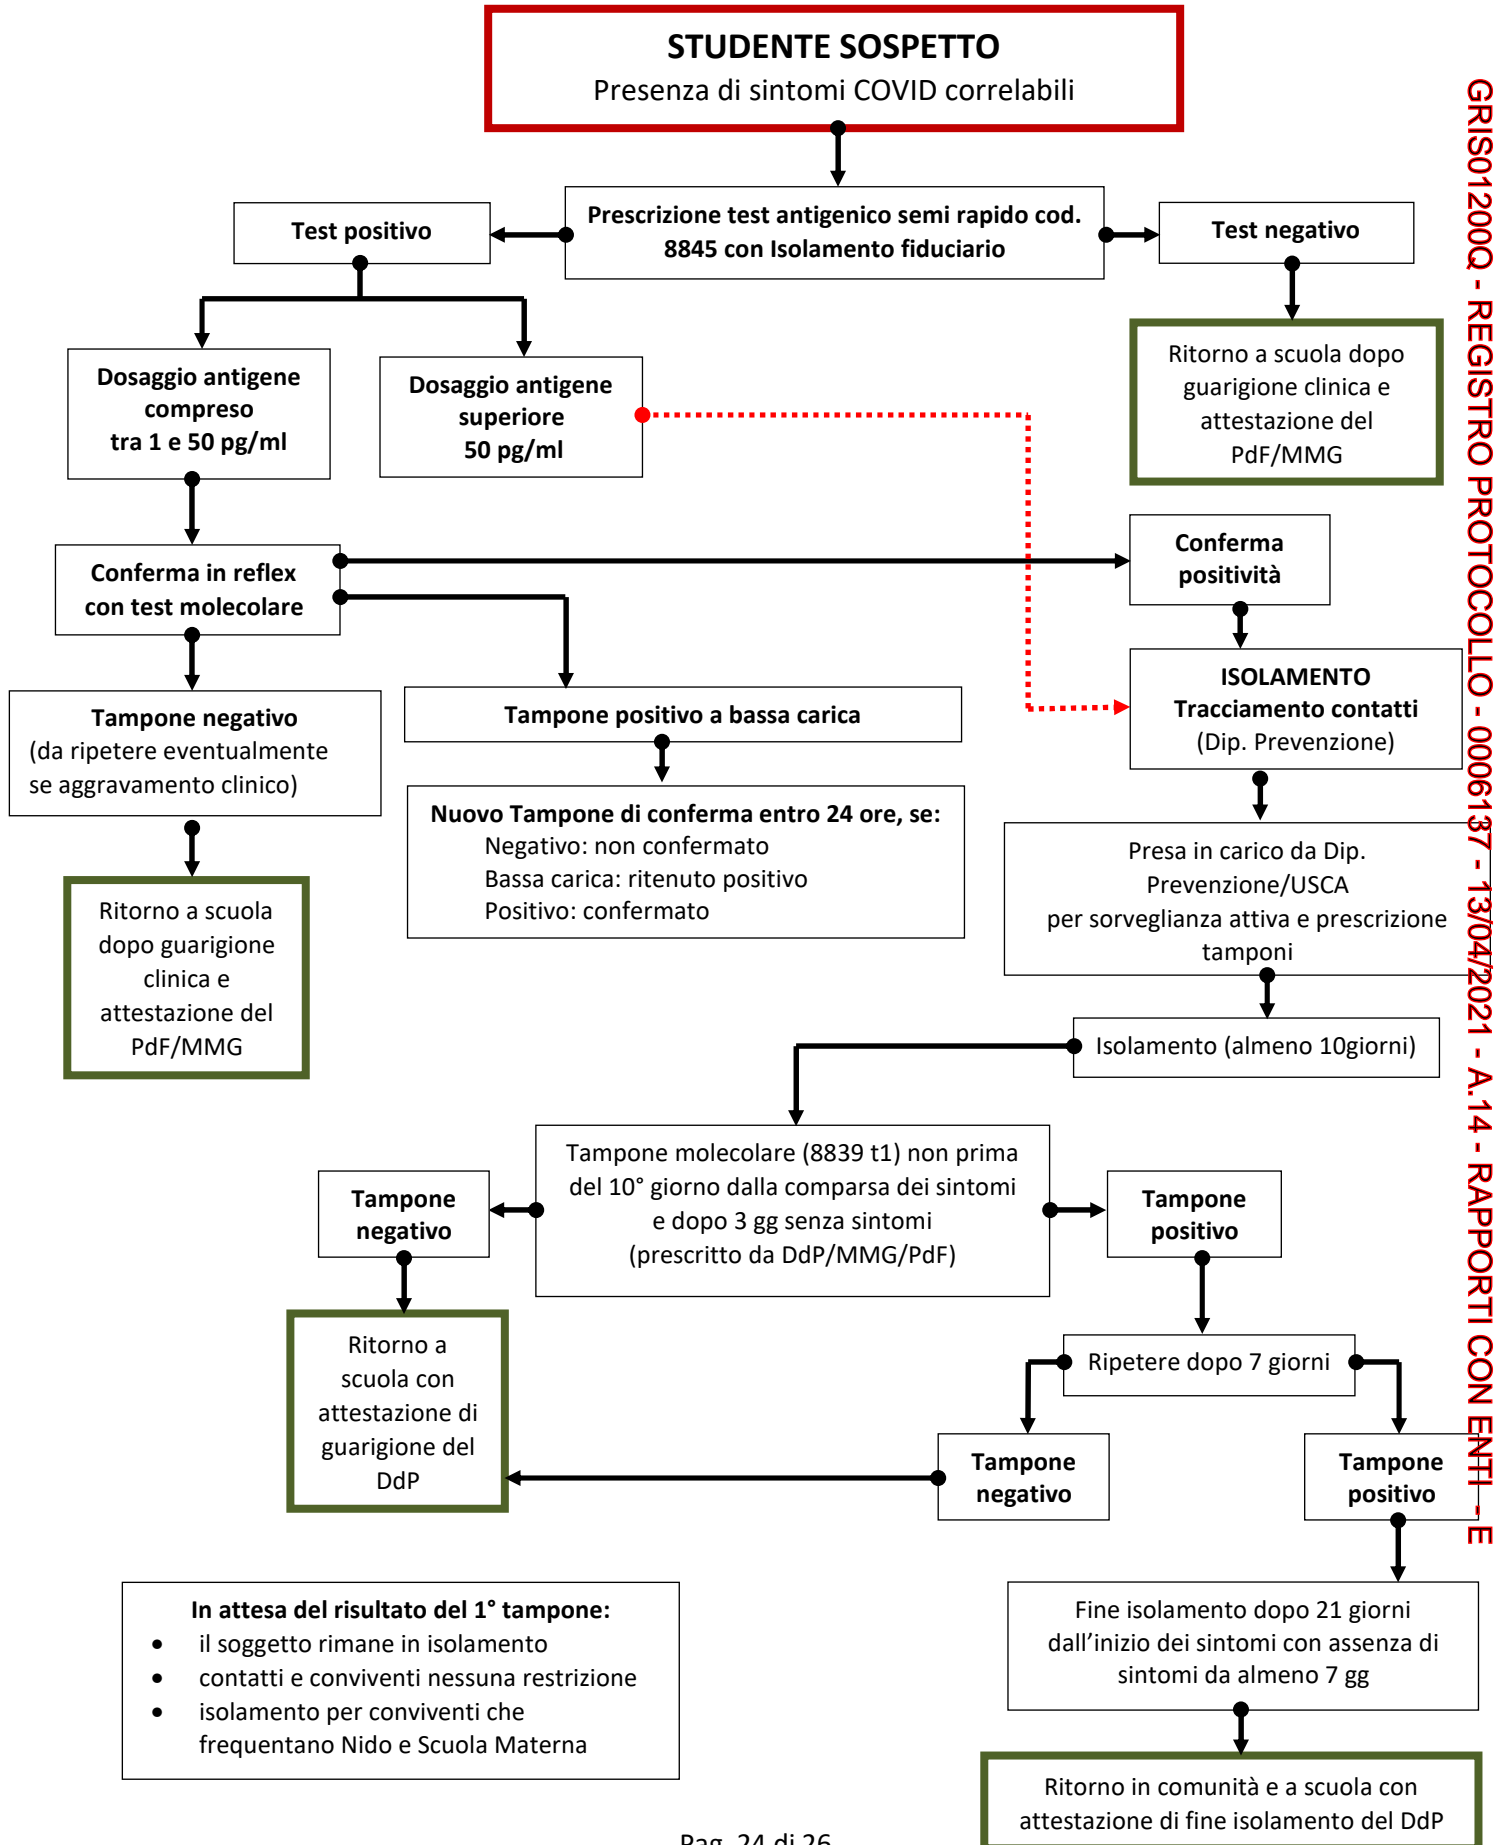 STUDENTE SOSPETTO
Presenza di sintomi COVID correlabili
Prescrizione test antigenico semi rapido cod.
8845 con Isolamento fiduciario
Test positivo
Test negativo
Ritorno a scuola dopo
guarigione clinica e
attestazione del
PdF/MMG
Dosaggio antigene
compreso
tra 1 e 50 pg/ml
Dosaggio antigene
superiore
50 pg/ml
Conferma in reflex
con test molecolare
Conferma
positività
ISOLAMENTO
Tracciamento contatti
(Dip. Prevenzione)
Tampone negativo
(da ripetere eventualmente
se aggravamento clinico)
Tampone positivo a bassa carica
Nuovo Tampone di conferma entro 24 ore, se:
Negativo: non confermato
Bassa carica: ritenuto positivo
Positivo: confermato
Presa in carico da Dip.
Prevenzione/USCA
per sorveglianza attiva e prescrizione
tamponi
Ritorno a scuola
dopo guarigione
clinica e
attestazione del
PdF/MMG
Isolamento (almeno 10giorni)
Tampone molecolare (8839 t1) non prima
del 10° giorno dalla comparsa dei sintomi
e dopo 3 gg senza sintomi
(prescritto da DdP/MMG/PdF)
Tampone
negativo
Tampone
positivo
Ritorno a
scuola con
attestazione di
guarigione del
DdP
Ripetere dopo 7 giorni
Tampone
negativo
Tampone
positivo
Fine isolamento dopo 21 giorni
dall’inizio dei sintomi con assenza di
sintomi da almeno 7 gg
Ritorno in comunità e a scuola con
attestazione di fine isolamento del DdP
In attesa del risultato del 1° tampone:
• il soggetto rimane in isolamento
• contatti e conviventi nessuna restrizione
• isolamento per conviventi che
frequentano Nido e Scuola Materna
Pag. 24 di 26
GRIS01200Q - REGISTRO PROTOCOLLO - 0006137 - 13/04/2021 - A.14 - RAPPORTI CON ENTI - E